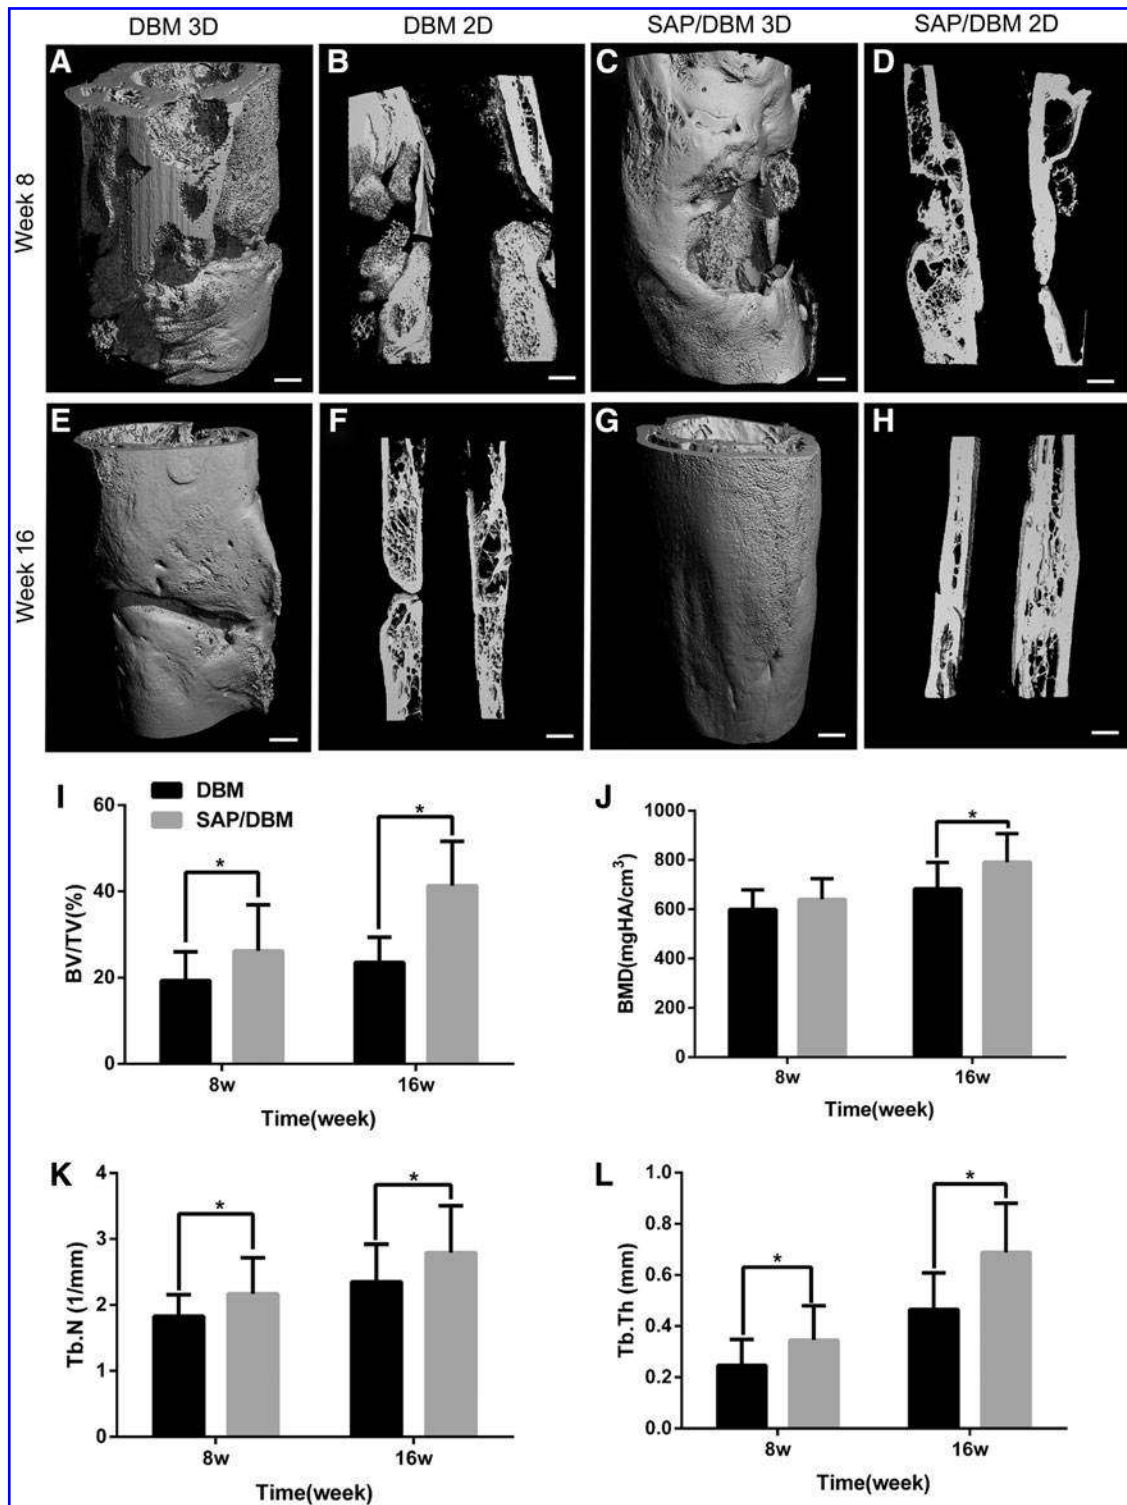 DBM 3D DBM 2D SAP/DBM 3D SAP/DBM 2D
Week 8
A B C D
Week 16
E F G H
I
DBM
SAP/DBM
BV/TV(%)
60
40
20
0
* *
8w 16w
Time(week)
J
BMD(mgHA/cm³)
1000
800
600
400
200
0
*
8w 16w
Time(week)
K
Tb.N (1/mm)
4
3
2
1
0
* *
8w 16w
Time(week)
L
Tb.Th (mm)
1.0
0.8
0.6
0.4
0.2
0.0
* *
8w 16w
Time(week)